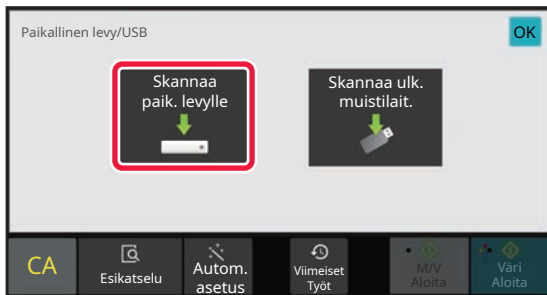 Paikallinen levy/USB
OK
Skannaa
paik. levylle
Skannaa ulk.
muistilait.
CA
Esikatselu
Autom.
asetus
Viimeiset
Työt
M/V
Aloita
Väri
Aloita